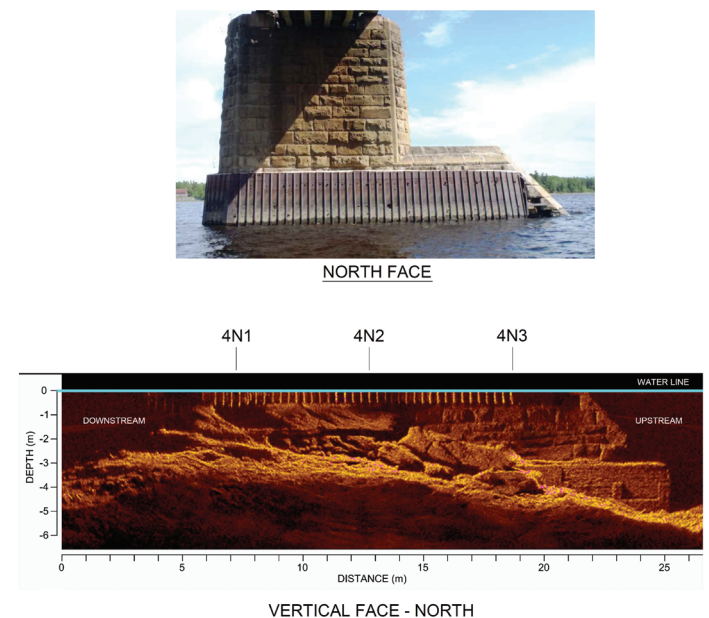 NORTH FACE
4N1 4N2 4N3
WATER LINE
DOWNSTREAM UPSTREAM
DEPTH (m)
0
-1
-2
-3
-4
-5
-6
0 5 10 15 20 25
DISTANCE (m)
VERTICAL FACE - NORTH